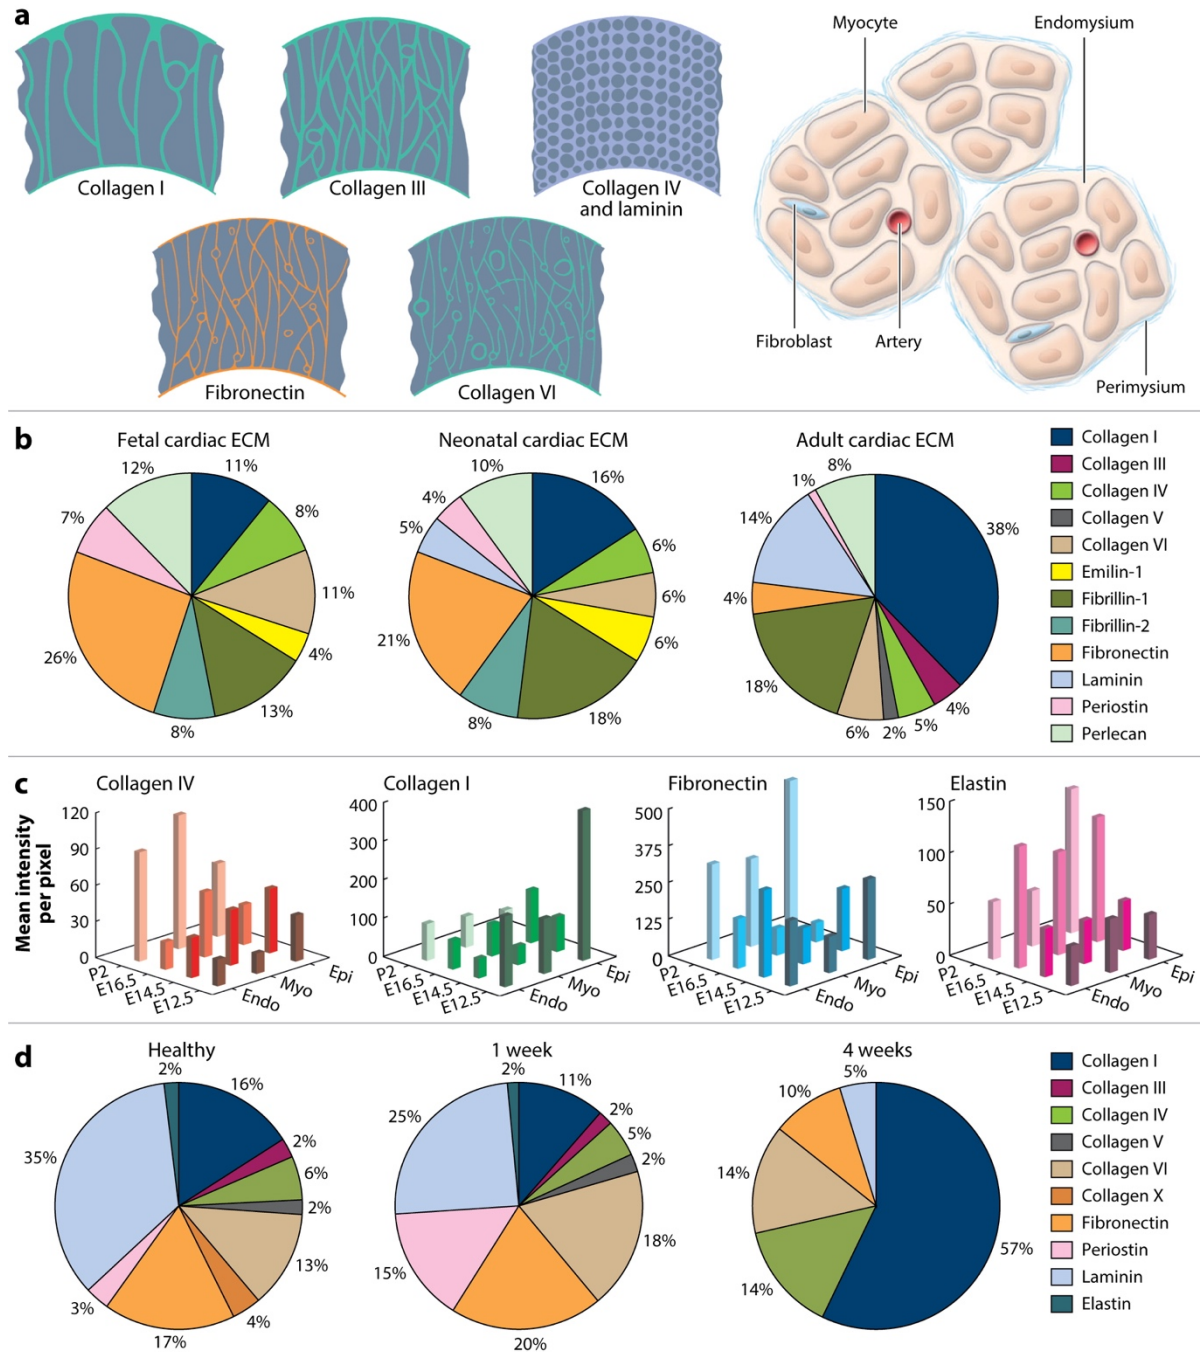 a
Collagen I
Collagen III
Collagen IV
and laminin
Fibronectin
Collagen VI
Myocyte
Endomysium
Fibroblast
Artery
Perimysium
b
Fetal cardiac ECM
12%
11%
7%
8%
11%
26%
4%
13%
8%
Neonatal cardiac ECM
10%
16%
4%
5%
6%
6%
21%
6%
8%
18%
Adult cardiac ECM
8%
1%
14%
38%
4%
18%
4%
5%
6%
2%
Collagen I
Collagen III
Collagen IV
Collagen V
Collagen VI
Emilin-1
Fibrillin-1
Fibrillin-2
Fibronectin
Laminin
Periostin
Perlecan
c
Mean intensity
per pixel
Collagen IV
120
90
60
30
0
P2
E16.5
E14.5
E12.5
Endo
Myo
Epi
Collagen I
400
300
200
100
0
P2
E16.5
E14.5
E12.5
Endo
Myo
Epi
Fibronectin
500
375
250
125
0
P2
E16.5
E14.5
E12.5
Endo
Myo
Epi
Elastin
150
100
50
0
P2
E16.5
E14.5
E12.5
Endo
Myo
Epi
d
Healthy
2%
16%
2%
35%
6%
2%
13%
3%
4%
17%
1 week
2%
11%
25%
2%
5%
2%
18%
15%
20%
4 weeks
5%
10%
14%
57%
14%
Collagen I
Collagen III
Collagen IV
Collagen V
Collagen VI
Collagen X
Fibronectin
Periostin
Laminin
Elastin